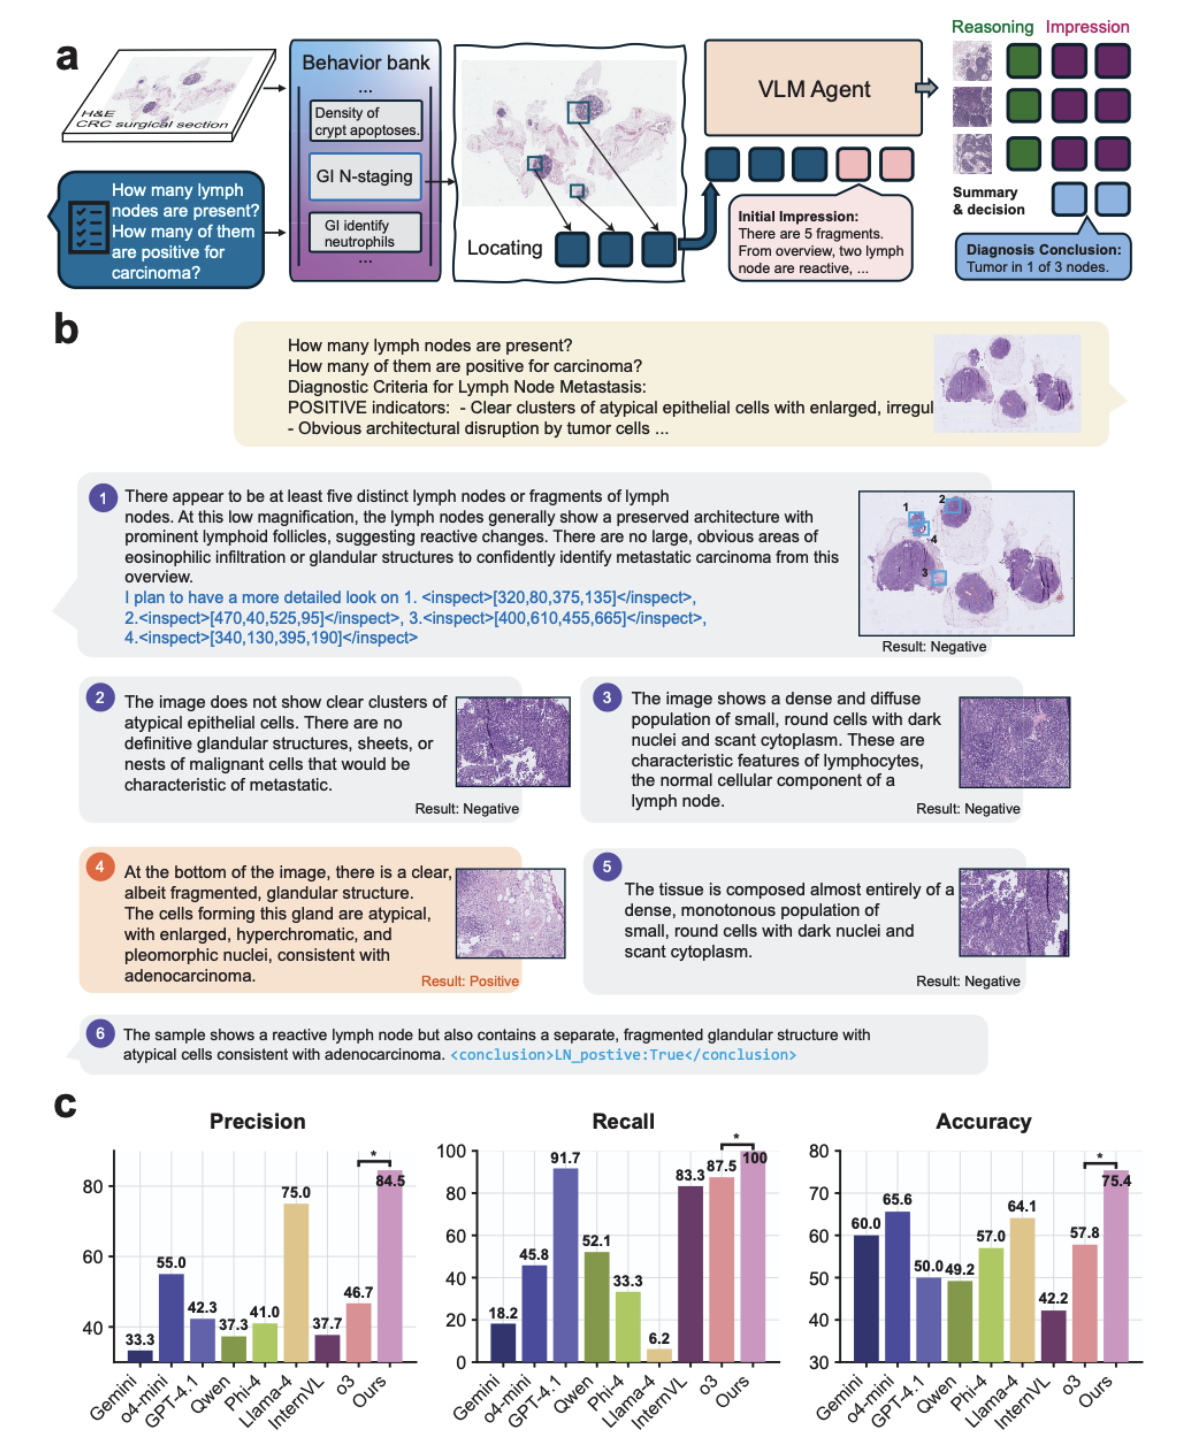 a
H&E
CRC surgical section
How many lymph
nodes are present?
How many of them
are positive for
carcinoma?
Behavior bank
...
Density of
crypt apoptoses.
GI N-staging
GI identify
neutrophils
...
Locating
VLM Agent
Initial Impression:
There are 5 fragments.
From overview, two lymph
node are reactive, ...
Reasoning Impression
Summary
& decision
Diagnosis Conclusion:
Tumor in 1 of 3 nodes.
b
How many lymph nodes are present?
How many of them are positive for carcinoma?
Diagnostic Criteria for Lymph Node Metastasis:
POSITIVE indicators: - Clear clusters of atypical epithelial cells with enlarged, irregul
- Obvious architectural disruption by tumor cells ...
1
There appear to be at least five distinct lymph nodes or fragments of lymph
nodes. At this low magnification, the lymph nodes generally show a preserved architecture with
prominent lymphoid follicles, suggesting reactive changes. There are no large, obvious areas of
eosinophilic infiltration or glandular structures to confidently identify metastatic carcinoma from this
overview.
I plan to have a more detailed look on 1. <inspect>[320,80,375,135]</inspect>,
2.<inspect>[470,40,525,95]</inspect>, 3.<inspect>[400,610,455,665]</inspect>,
4.<inspect>[340,130,395,190]</inspect>
1
2
4
3
Result: Negative
2
The image does not show clear clusters of
atypical epithelial cells. There are no
definitive glandular structures, sheets, or
nests of malignant cells that would be
characteristic of metastatic.
Result: Negative
3
The image shows a dense and diffuse
population of small, round cells with dark
nuclei and scant cytoplasm. These are
characteristic features of lymphocytes,
the normal cellular component of a
lymph node.
Result: Negative
4
At the bottom of the image, there is a clear,
albeit fragmented, glandular structure.
The cells forming this gland are atypical,
with enlarged, hyperchromatic, and
pleomorphic nuclei, consistent with
adenocarcinoma.
Result: Positive
5
The tissue is composed almost entirely of a
dense, monotonous population of
small, round cells with dark nuclei and
scant cytoplasm.
Result: Negative
6
The sample shows a reactive lymph node but also contains a separate, fragmented glandular structure with
atypical cells consistent with adenocarcinoma. <conclusion>LN_postive:True</conclusion>
c
Precision
80
60
40
33.3
55.0
42.3
37.3
41.0
75.0
37.7
46.7
*
84.5
Gemini
o4-mini
GPT-4.1
Qwen
Phi-4
Llama-4
InternVL
o3
Ours
Recall
100
80
60
40
20
0
18.2
45.8
91.7
52.1
33.3
6.2
83.3
87.5
*
100
Gemini
o4-mini
GPT-4.1
Qwen
Phi-4
Llama-4
InternVL
o3
Ours
Accuracy
80
70
60
50
40
30
60.0
65.6
50.0
49.2
57.0
64.1
42.2
57.8
*
75.4
Gemini
o4-mini
GPT-4.1
Qwen
Phi-4
Llama-4
InternVL
o3
Ours